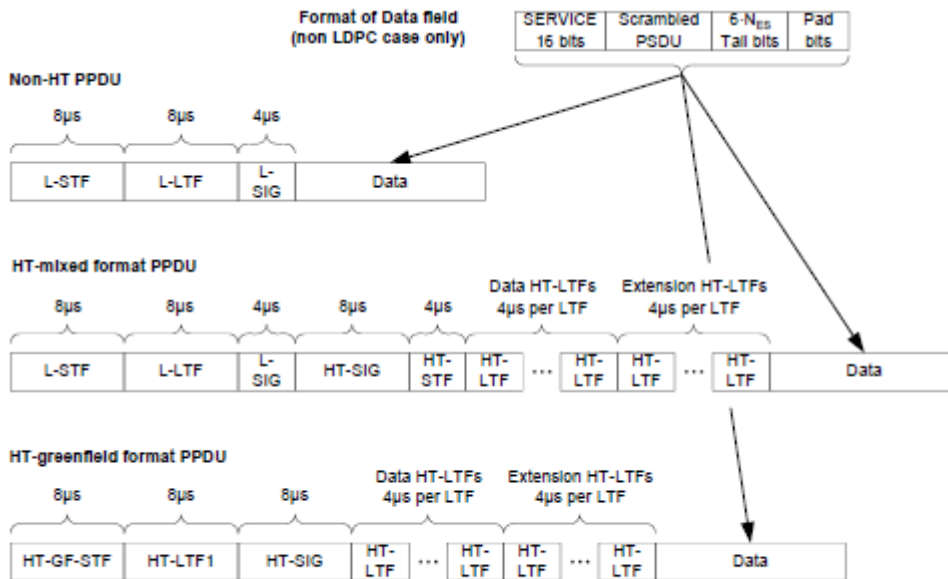 Format of Data field
(non LDPC case only)
SERVICE 16 bits
Scrambled PSDU
6·NES Tail bits
Pad bits
Non-HT PPDU
8µs 8µs 4µs
L-STF L-LTF L-SIG Data
HT-mixed format PPDU
Data HT-LTFs Extension HT-LTFs
8µs 8µs 4µs 8µs 4µs 4µs per LTF 4µs per LTF
L-STF L-LTF L-SIG HT-SIG HT-STF HT-LTF ... HT-LTF HT-LTF ... HT-LTF Data
HT-greenfield format PPDU
Data HT-LTFs Extension HT-LTFs
8µs 8µs 8µs 4µs per LTF 4µs per LTF
HT-GF-STF HT-LTF1 HT-SIG HT-LTF ... HT-LTF HT-LTF ... HT-LTF Data